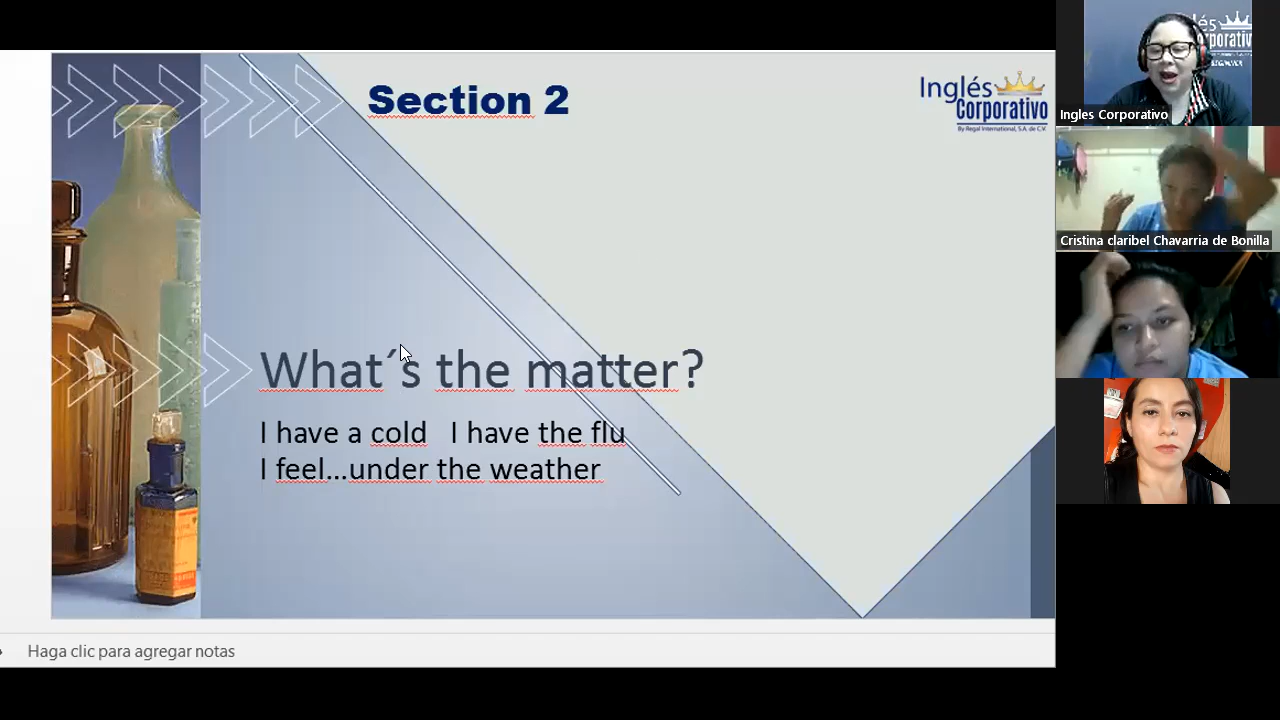 Section 2
Inglés
Corporativo
By Regal International, S.A. de C.V.
What´s the matter?
I have a cold   I have the flu
I feel...under the weather
Haga clic para agregar notas
Ingles Corporativo
Cristina claribel Chavarria de Bonilla